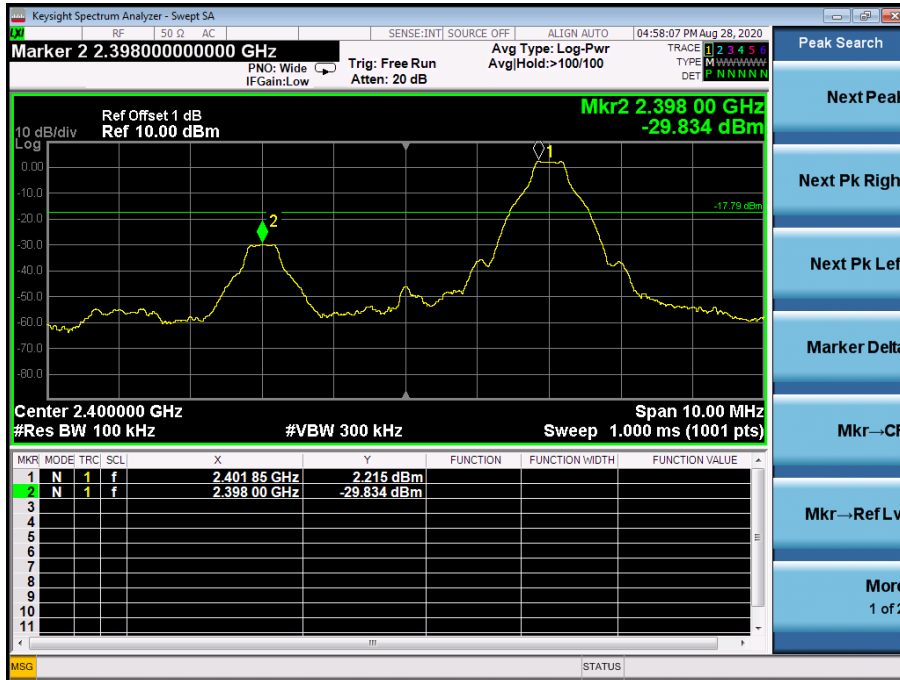 Keysight Spectrum Analyzer - Swept SA
LXI RF 50 Ω AC SENSE:INT SOURCE OFF ALIGN AUTO 04:58:07 PM Aug 28, 2020
Marker 2 2.398000000000 GHz
PNO: Wide
IFGain:Low
Trig: Free Run
Atten: 20 dB
Avg Type: Log-Pwr
Avg|Hold:>100/100
TRACE 1 2 3 4 5 6
TYPE M WWWWW
DET P N N N N N
Peak Search
Mkr2 2.398 00 GHz
-29.834 dBm
Ref Offset 1 dB
10 dB/div Ref 10.00 dBm
Log
1
0.00
-10.0
-17.79 dBm
-20.0
2
-30.0
-40.0
-50.0
-60.0
-70.0
-80.0
Center 2.400000 GHz Span 10.00 MHz
#Res BW 100 kHz #VBW 300 kHz Sweep 1.000 ms (1001 pts)
MKR MODE TRC SCL X Y FUNCTION FUNCTION WIDTH FUNCTION VALUE
1 N 1 f 2.401 85 GHz 2.215 dBm
2 N 1 f 2.398 00 GHz -29.834 dBm
3
4
5
6
7
8
9
10
11
MSG STATUS
Next Peak
Next Pk Righ
Next Pk Lef
Marker Delta
Mkr→CF
Mkr→Ref Lv
More
1 of 2